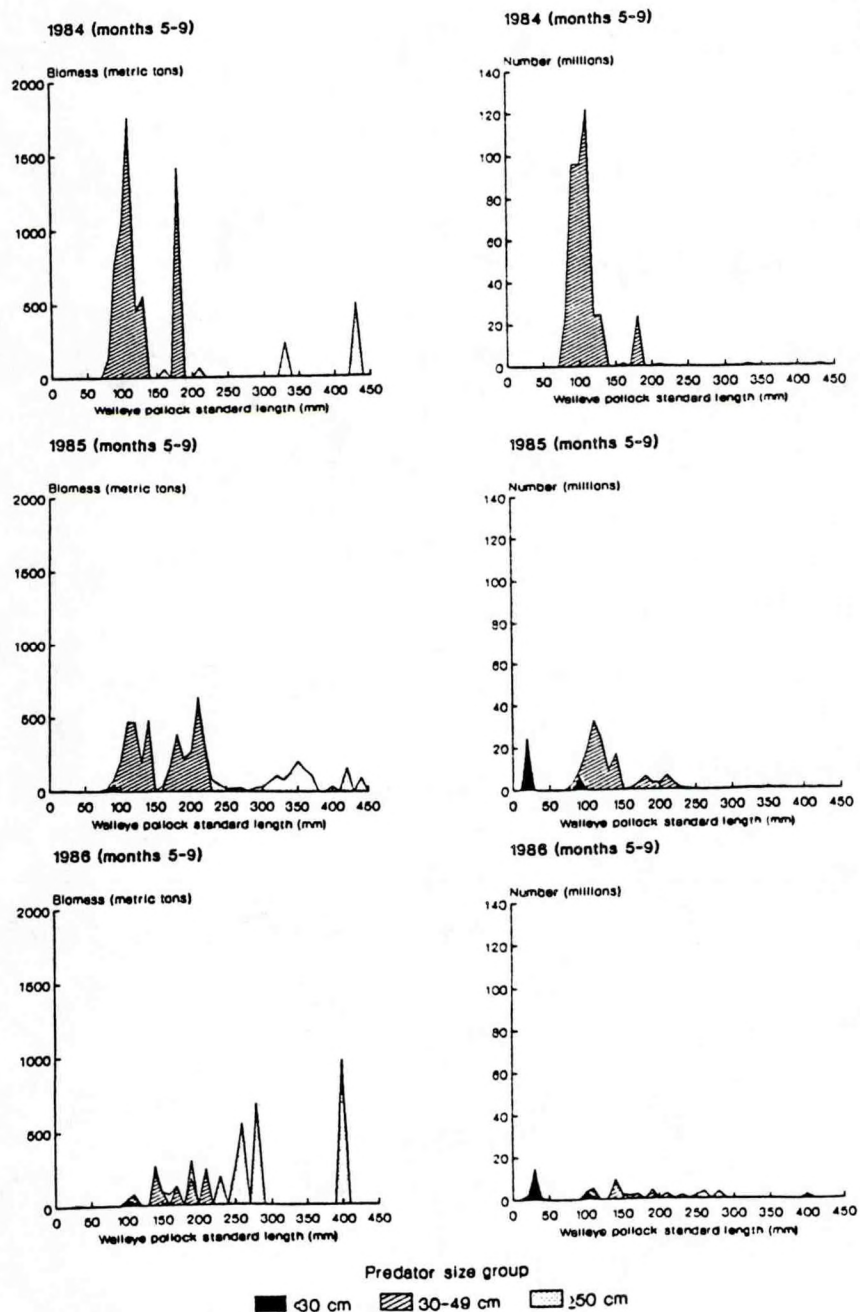 1984 (months 5-9)
Biomass (metric tons)
2000
1500
1000
500
0
0 50 100 150 200 250 300 350 400 450
Walleye pollock standard length (mm)
1984 (months 5-9)
Number (millions)
140
120
100
80
60
40
20
0
0 50 100 150 200 250 300 350 400 450
Walleye pollock standard length (mm)
1985 (months 5-9)
Biomass (metric tons)
2000
1500
1000
500
0
0 50 100 150 200 250 300 350 400 450
Walleye pollock standard length (mm)
1985 (months 5-9)
Number (millions)
140
120
100
80
60
40
20
0
0 50 100 150 200 250 300 350 400 450
Walleye pollock standard length (mm)
1986 (months 5-9)
Biomass (metric tons)
2000
1500
1000
500
0
0 50 100 150 200 250 300 350 400 450
Walleye pollock standard length (mm)
1986 (months 5-9)
Number (millions)
140
120
100
80
60
40
20
0
0 50 100 150 200 250 300 350 400 450
Walleye pollock standard length (mm)
Predator size group
<30 cm 30-49 cm ≥50 cm